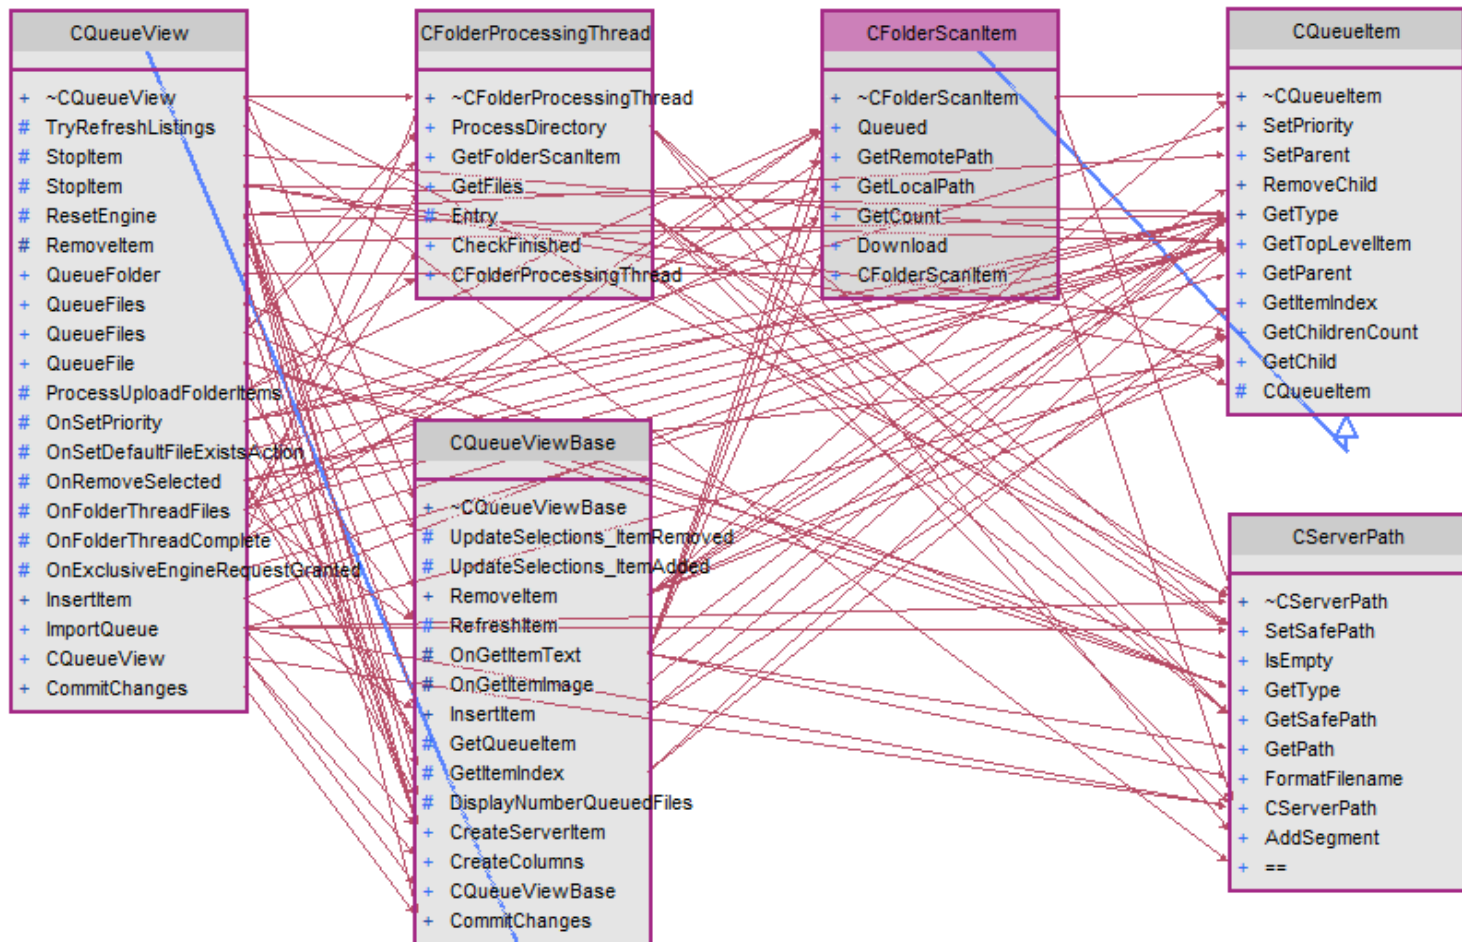 CQueueView
+ ~CQueueView
# TryRefreshListings
# StopItem
# StopItem
# ResetEngine
# RemoveItem
+ QueueFolder
+ QueueFiles
+ QueueFiles
+ QueueFile
# ProcessUploadFolderItems
# OnSetPriority
# OnSetDefaultFileExistsAction
# OnRemoveSelected
# OnFolderThreadFiles
# OnFolderThreadComplete
# OnExclusiveEngineRequestGranted
+ InsertItem
+ ImportQueue
+ CQueueView
+ CommitChanges
CFolderProcessingThread
+ ~CFolderProcessingThread
+ ProcessDirectory
+ GetFolderScanItem
+ GetFiles
# Entry
+ CheckFinished
+ CFolderProcessingThread
CQueueViewBase
+ ~CQueueViewBase
# UpdateSelections_ItemRemoved
# UpdateSelections_ItemAdded
+ RemoveItem
# RefreshItem
# OnGetItemText
# OnGetItemImage
+ InsertItem
# GetQueueItem
# GetItemIndex
# DisplayNumberQueuedFiles
+ CreateServerItem
+ CreateColumns
+ CQueueViewBase
+ CommitChanges
CFolderScanItem
+ ~CFolderScanItem
+ Queued
+ GetRemotePath
+ GetLocalPath
+ GetCount
+ Download
+ CFolderScanItem
CQueueItem
+ ~CQueueItem
+ SetPriority
+ SetParent
+ RemoveChild
+ GetType
+ GetTopLevelItem
+ GetParent
+ GetItemIndex
+ GetChildrenCount
+ GetChild
# CQueueItem
CServerPath
+ ~CServerPath
+ SetSafePath
+ IsEmpty
+ GetType
+ GetSafePath
+ GetPath
+ FormatFilename
+ CServerPath
+ AddSegment
+ ==